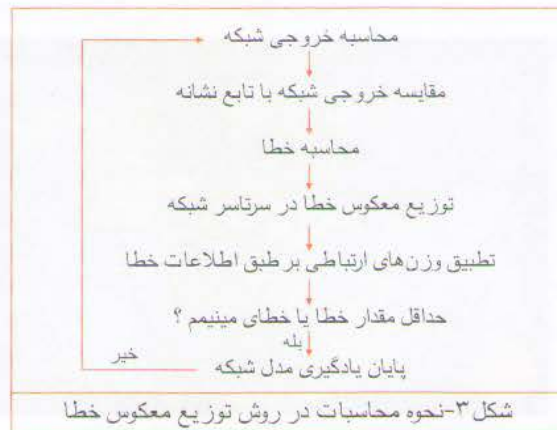 محاسبه خروجی شبکه
مقایسه خروجی شبکه با تابع نشانه
محاسبه خطا
توزیع معکوس خطا در سرتاسر شبکه
تطبیق وزن‌های ارتباطی بر طبق اطلاعات خطا
حداقل مقدار خطا یا خطای مینیمم ؟
بله
خیر
پایان یادگیری مدل شبکه
شکل ۳-نحوه محاسبات در روش توزیع معکوس خطا